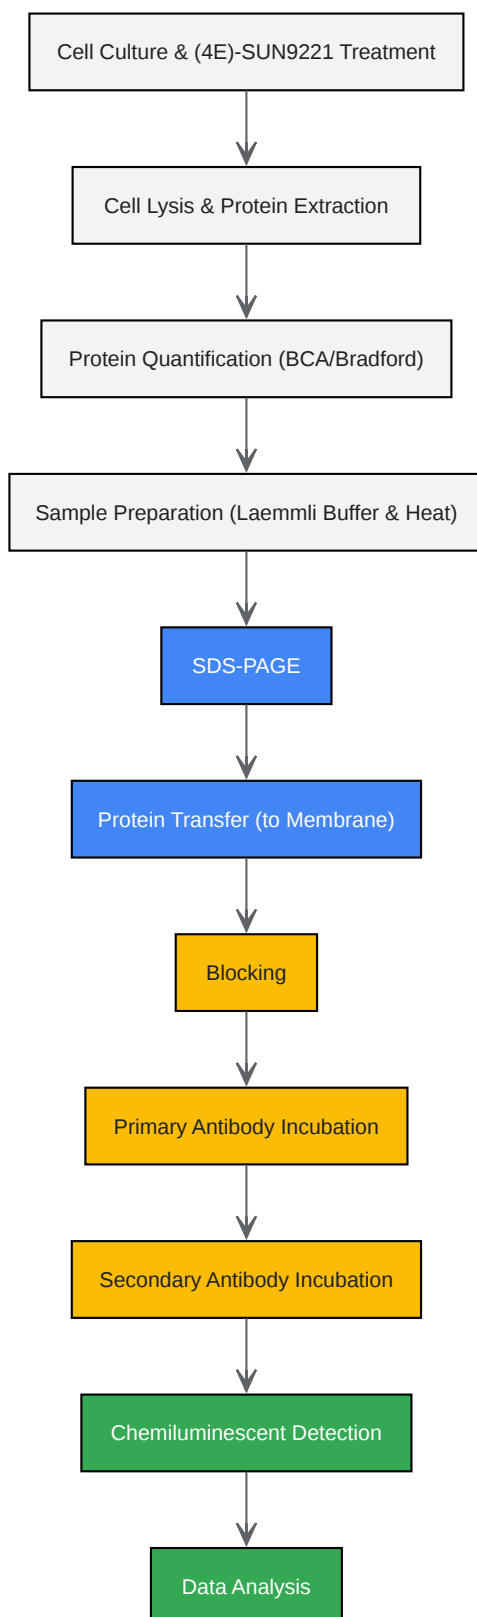 Cell Culture & (4E)-SUN9221 Treatment
Cell Lysis & Protein Extraction
Protein Quantification (BCA/Bradford)
Sample Preparation (Laemmli Buffer & Heat)
SDS-PAGE
Protein Transfer (to Membrane)
Blocking
Primary Antibody Incubation
Secondary Antibody Incubation
Chemiluminescent Detection
Data Analysis